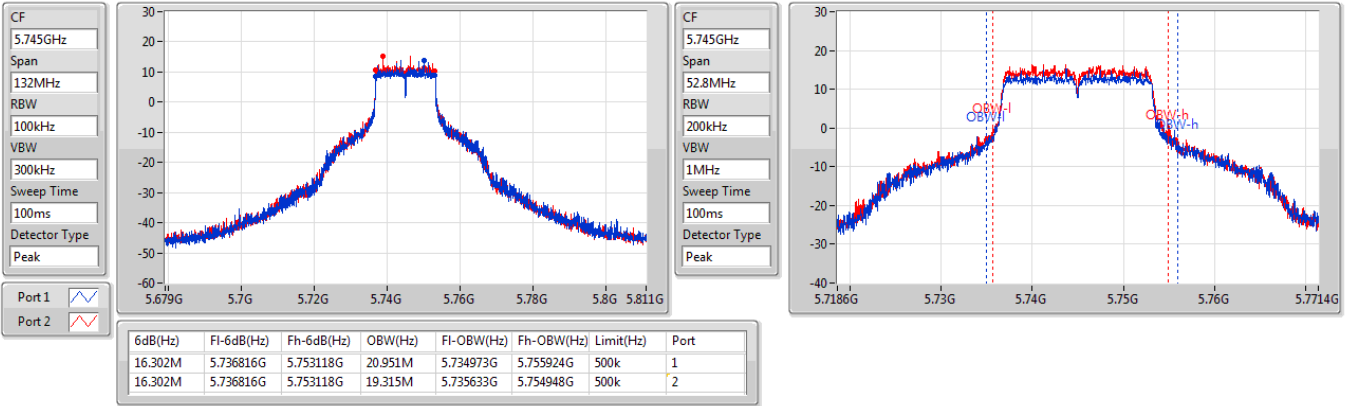 CF
5.745GHz
Span
132MHz
RBW
100kHz
VBW
300kHz
Sweep Time
100ms
Detector Type
Peak
Port 1
Port 2
30
20
10
0
-10
-20
-30
-40
-50
-60
5.679G 5.7G 5.72G 5.74G 5.76G 5.78G 5.8G 5.811G
CF
5.745GHz
Span
52.8MHz
RBW
200kHz
VBW
1MHz
Sweep Time
100ms
Detector Type
Peak
30
20
10
0
-10
-20
-30
-40
OBW-l
OBW-l
OBW-h
OBW-h
5.7186G 5.73G 5.74G 5.75G 5.76G 5.7714G
6dB(Hz) Fl-6dB(Hz) Fh-6dB(Hz) OBW(Hz) Fl-OBW(Hz) Fh-OBW(Hz) Limit(Hz) Port
16.302M 5.736816G 5.753118G 20.951M 5.734973G 5.755924G 500k 1
16.302M 5.736816G 5.753118G 19.315M 5.735633G 5.754948G 500k 2